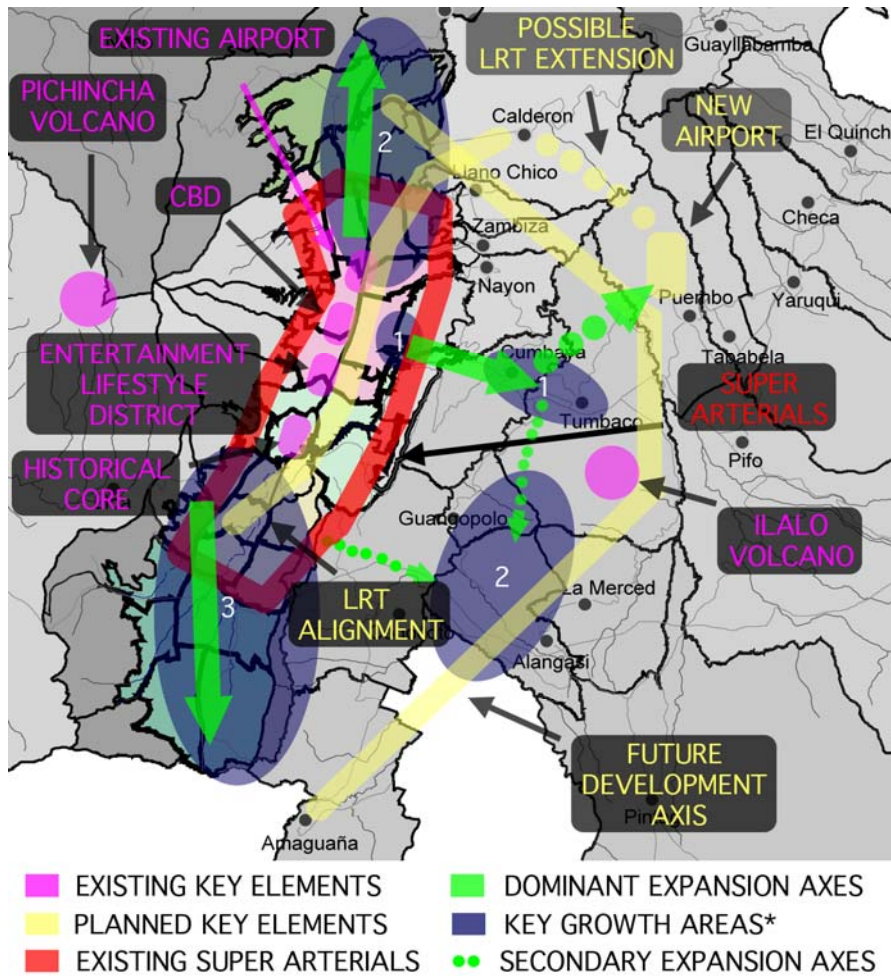 EXISTING AIRPORT
POSSIBLE
LRT EXTENSION
Guayllabamba
PICHINCHA
VOLCANO
NEW
AIRPORT
Calderon
El Quinch
2
Llano Chico
CBD
Checa
Zambiza
Nayon
Yaruqui
Puembo
1
Tababela
ENTERTAINMENT
LIFESTYLE
DISTRICT
Cumbaya
1
SUPER
ARTERIALS
Tumbaco
Pifo
HISTORICAL
CORE
Guangopolo
ILALO
VOLCANO
2
3
LRT
ALIGNMENT
La Merced
Alangasi
FUTURE
DEVELOPMENT
AXIS
Amaguaña
EXISTING KEY ELEMENTS
PLANNED KEY ELEMENTS
EXISTING SUPER ARTERIALS
DOMINANT EXPANSION AXES
KEY GROWTH AREAS*
SECONDARY EXPANSION AXES